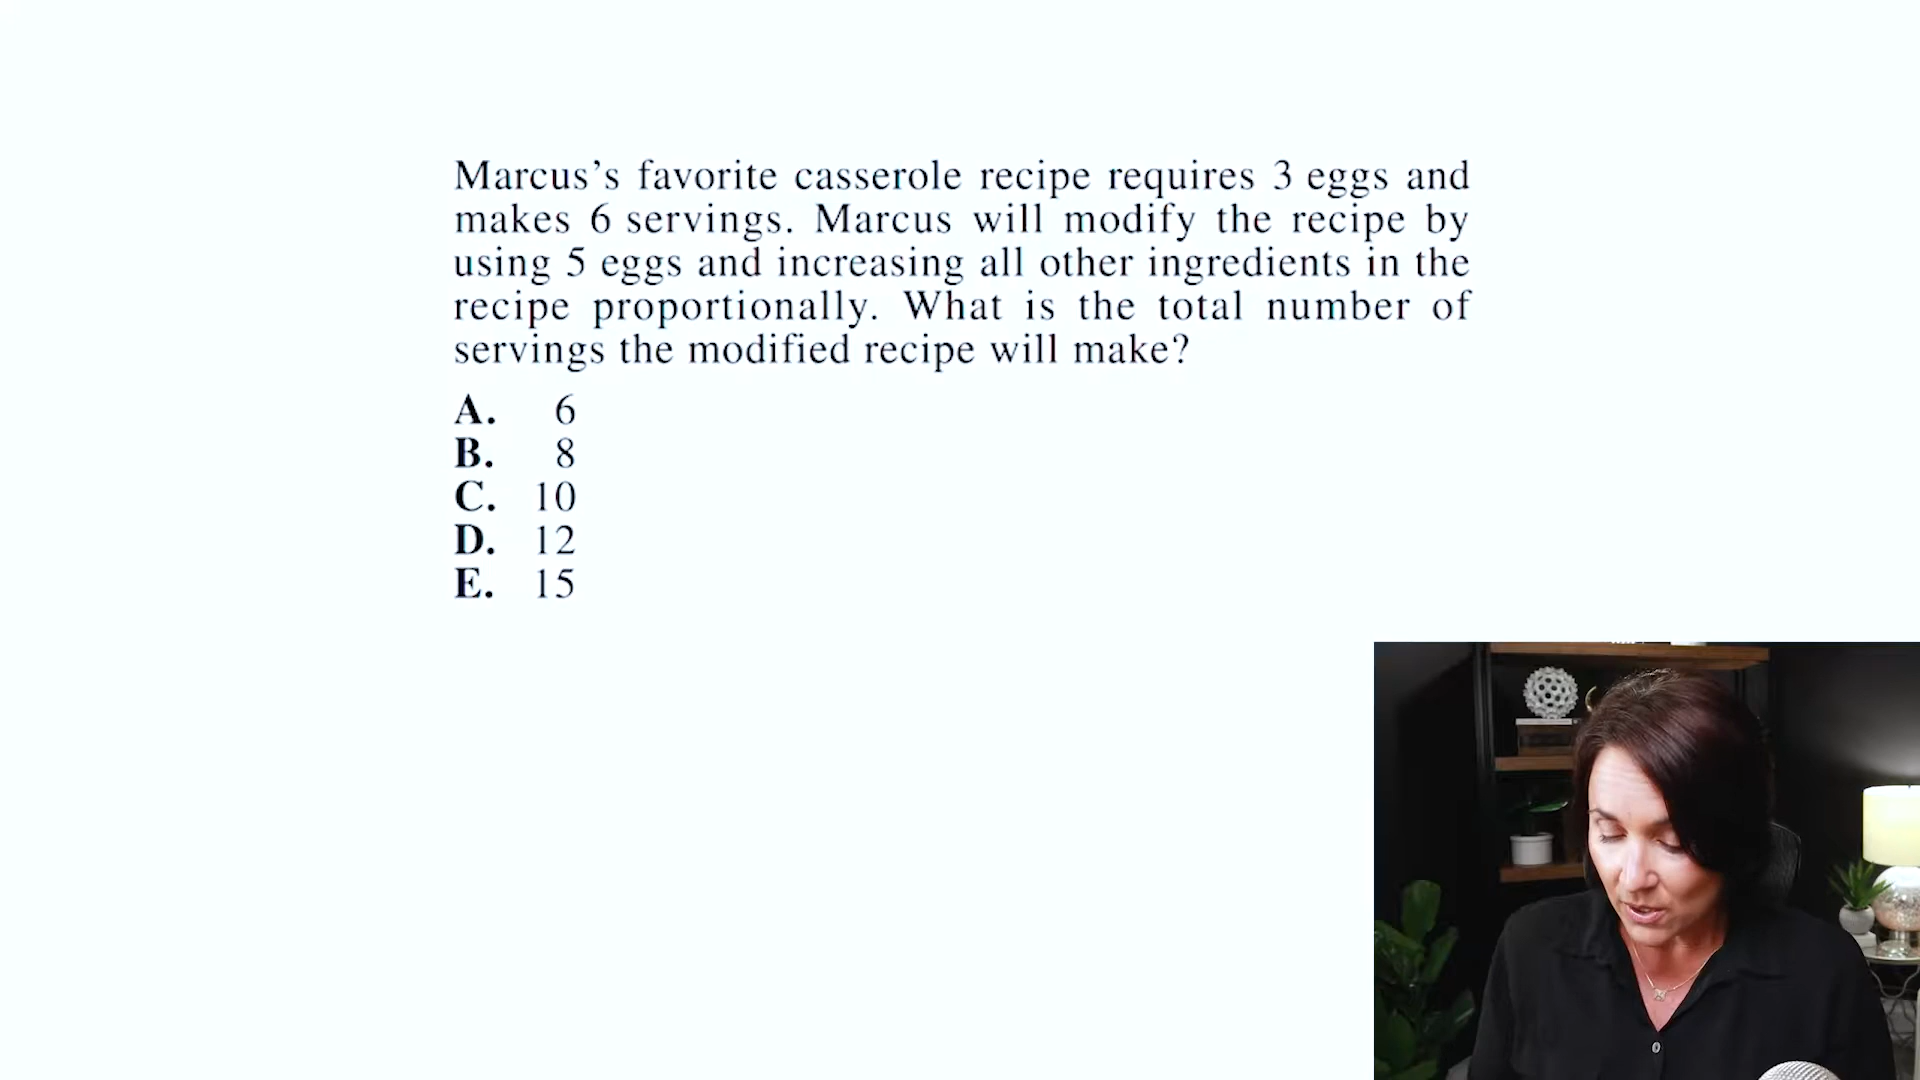 Marcus’s favorite casserole recipe requires 3 eggs and
makes 6 servings. Marcus will modify the recipe by
using 5 eggs and increasing all other ingredients in the
recipe proportionally. What is the total number of
servings the modified recipe will make?
A. 6
B. 8
C. 10
D. 12
E. 15